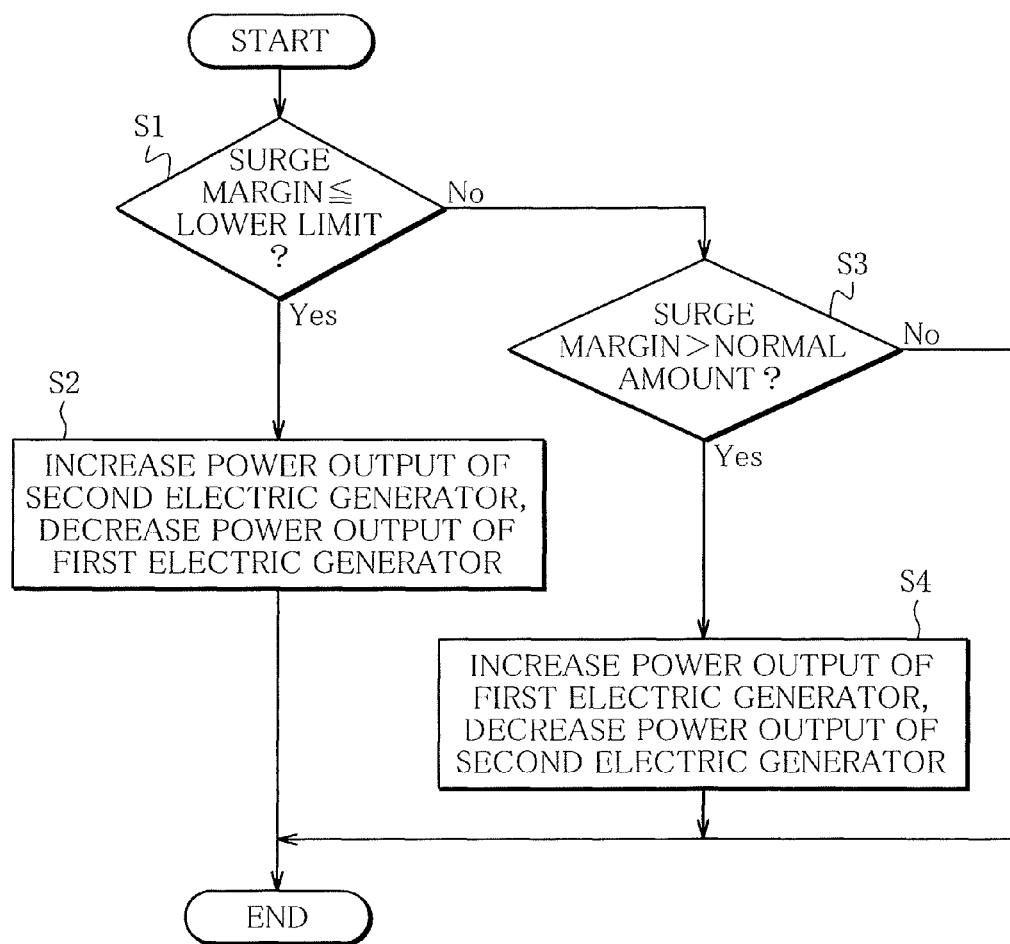 START
S1
SURGE
MARGIN≦
LOWER LIMIT
?
No
Yes
S3
SURGE
MARGIN>NORMAL
AMOUNT?
No
Yes
S2
INCREASE POWER OUTPUT OF
SECOND ELECTRIC GENERATOR,
DECREASE POWER OUTPUT OF
FIRST ELECTRIC GENERATOR
S4
INCREASE POWER OUTPUT OF
FIRST ELECTRIC GENERATOR,
DECREASE POWER OUTPUT OF
SECOND ELECTRIC GENERATOR
END